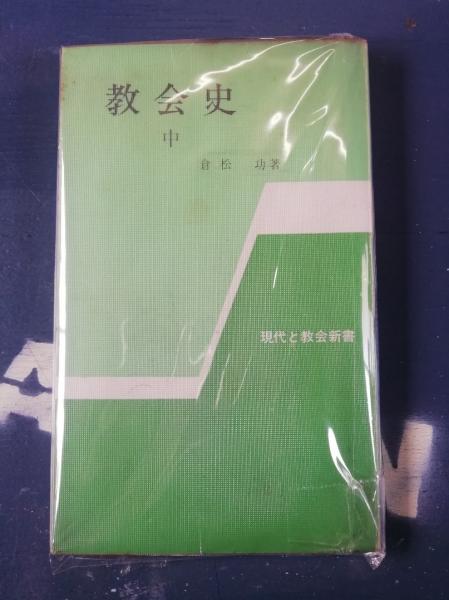 教会史
中
倉松 功著
現代と教会新書